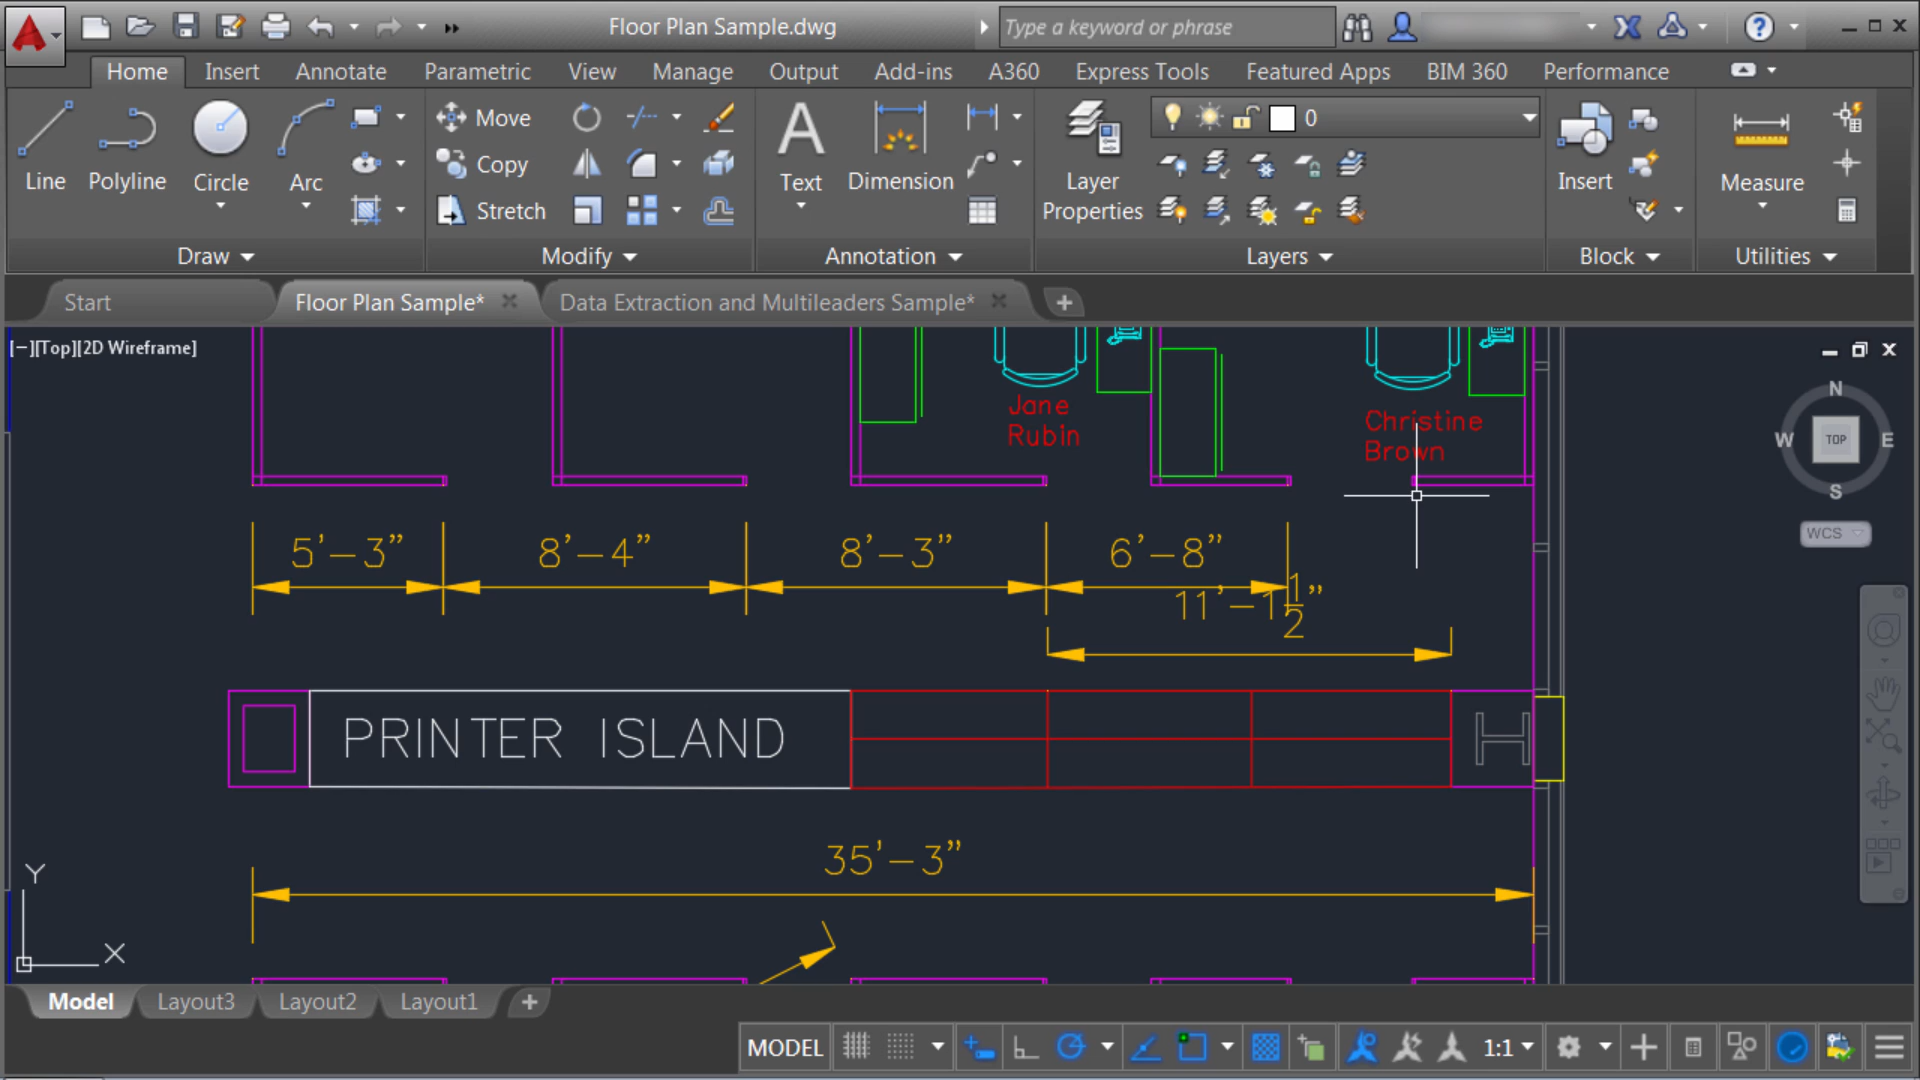 Floor Plan Sample.dwg
Type a keyword or phrase
Home Insert Annotate Parametric View Manage Output Add-ins A360 Express Tools Featured Apps BIM 360 Performance
Move
0
Copy
Line Polyline Circle Arc
Text Dimension
Layer
Properties
Insert
Measure
Stretch
Draw Modify Annotation Layers Block Utilities
Start Floor Plan Sample* Data Extraction and Multileaders Sample*
[−][Top][2D Wireframe]
N
W TOP E
S
WCS
Jane
Rubin
Christine
Brown
5'-3" 8'-4" 8'-3" 6'-8"
11'-1 1/2"
PRINTER ISLAND
35'-3"
Y
X
Model Layout3 Layout2 Layout1
MODEL 1:1